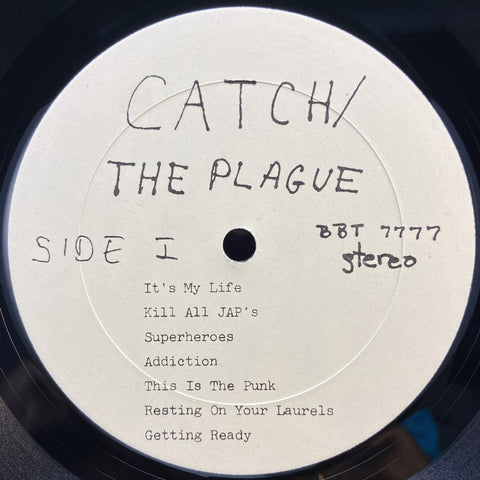 CATCH/
THE PLAGUE
SIDE I
BBT 7777
stereo
It's My Life
Kill All JAP's
Superheroes
Addiction
This Is The Punk
Resting On Your Laurels
Getting Ready